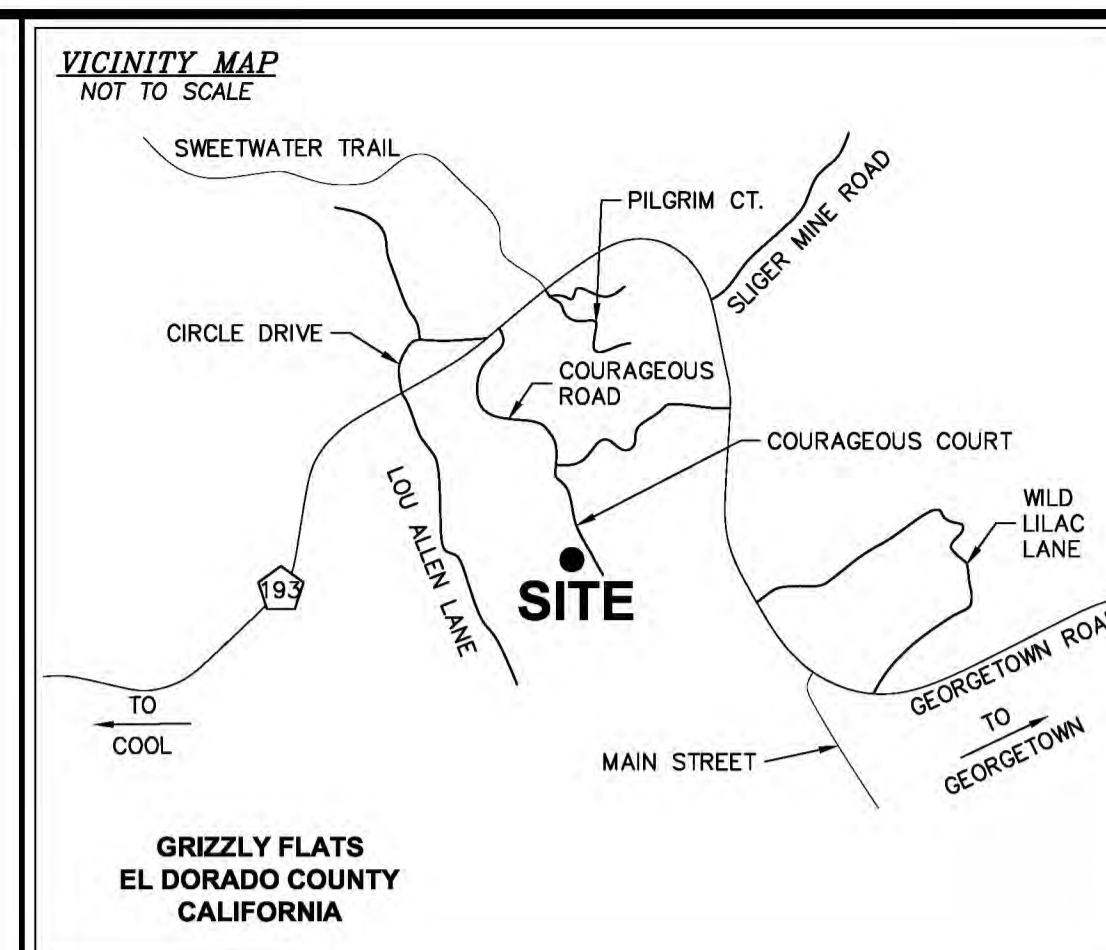 VICINITY MAP
NOT TO SCALE
SWEETWATER TRAIL
PILGRIM CT.
SLIGER MINE ROAD
CIRCLE DRIVE
COURAGEOUS
ROAD
COURAGEOUS COURT
LOU ALLEN LANE
WILD
LILAC
LANE
193
SITE
GEORGETOWN ROAD
TO
GEORGETOWN
TO
COOL
MAIN STREET
GRIZZLY FLATS
EL DORADO COUNTY
CALIFORNIA